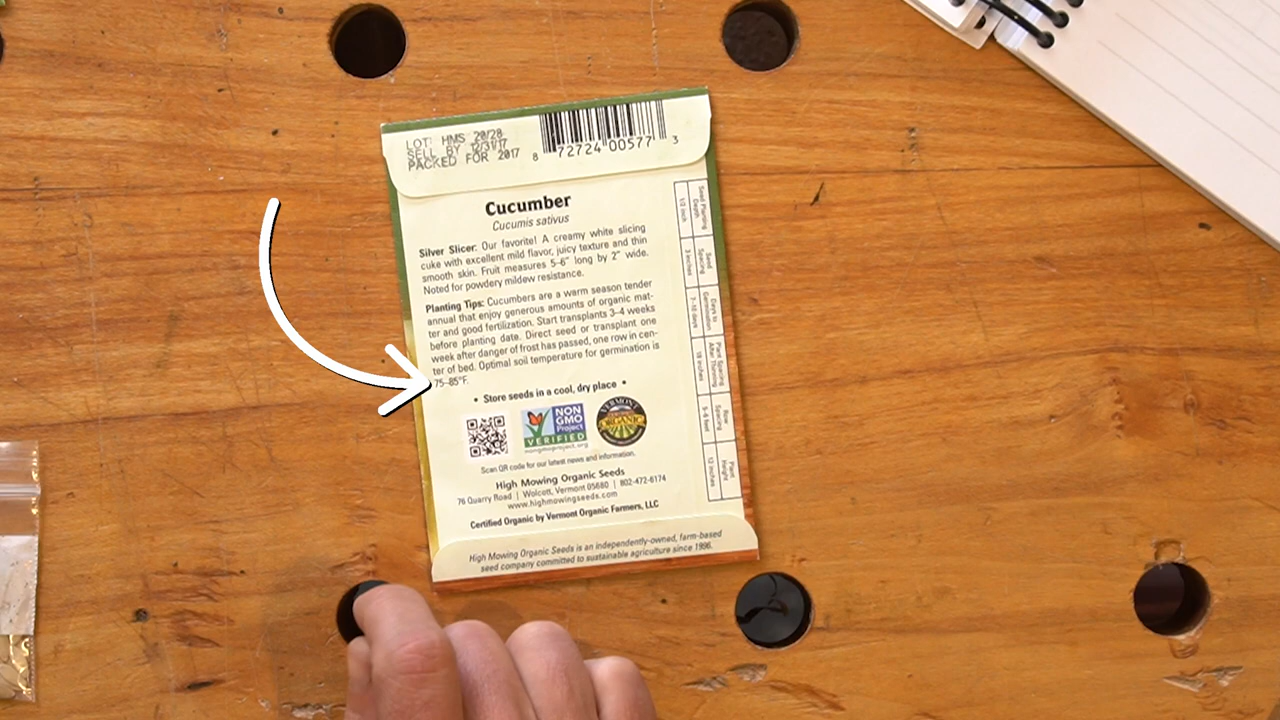 LOT: HMS 20/28
SELL BY 12/31/17
PACKED FOR 2017
8 72724 00577 3
Cucumber
Cucumis sativus
Silver Slicer: Our favorite! A creamy white slicing
cuke with excellent mild flavor, juicy texture and thin
smooth skin. Fruit measures 5–6" long by 2" wide.
Noted for powdery mildew resistance.
Planting Tips: Cucumbers are a warm season tender
annual that enjoy generous amounts of organic mat-
ter and good fertilization. Start transplants 3–4 weeks
before planting date. Direct seed or transplant one
week after danger of frost has passed, one row in cen-
ter of bed. Optimal soil temperature for germination is
75–85°F.
• Store seeds in a cool, dry place •
NON
GMO
Project
VERIFIED
nongmoproject.org
VERMONT
ORGANIC
Scan QR code for our latest news and information.
High Mowing Organic Seeds
76 Quarry Road | Wolcott, Vermont 05680 | 802-472-6174
www.highmowingseeds.com
Certified Organic by Vermont Organic Farmers, LLC
High Mowing Organic Seeds is an independently-owned, farm-based
seed company committed to sustainable agriculture since 1996.
Seed Planting
Depth
1/2 inch
Seed
Spacing
3 inches
Days to
Germination
7–10 days
Plant Spacing
After Thinning
18 inches
Row
Spacing
5–6 feet
Plant
Height
12 inches